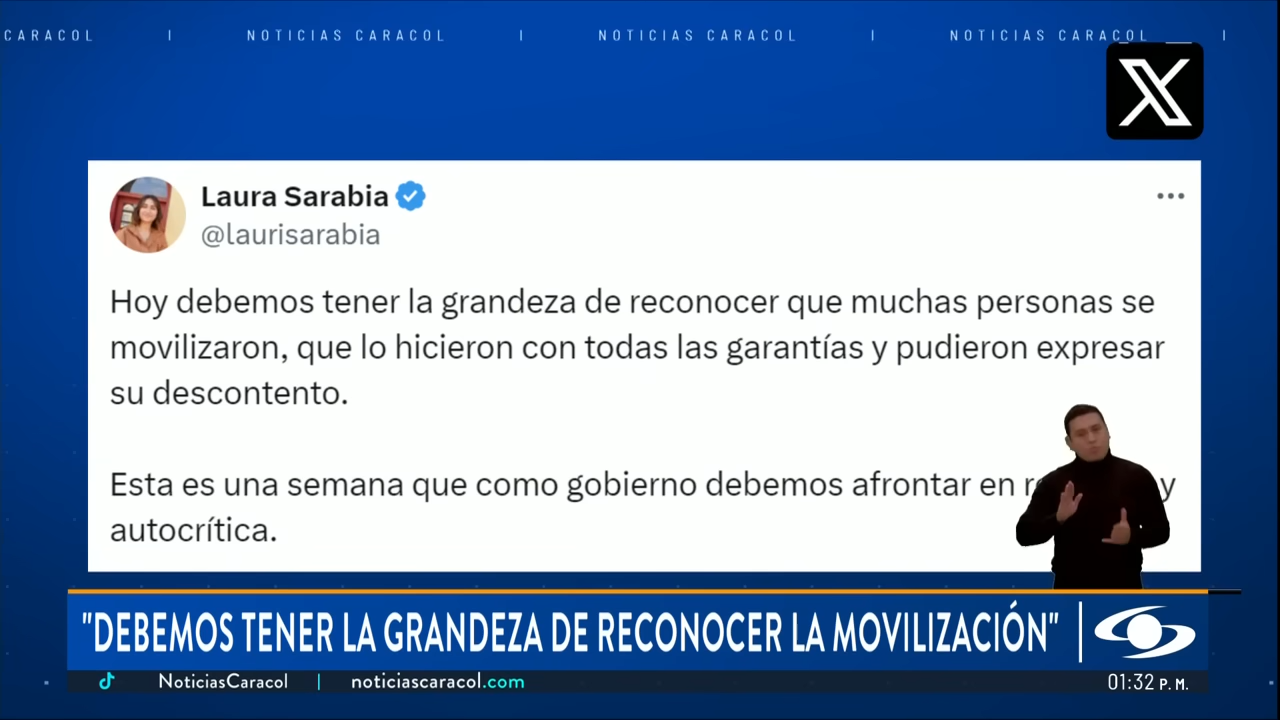 CARACOL | NOTICIAS CARACOL | NOTICIAS CARACOL | NOTICIAS CARACOL |
Laura Sarabia
@laurisarabia
Hoy debemos tener la grandeza de reconocer que muchas personas se
movilizaron, que lo hicieron con todas las garantías y pudieron expresar
su descontento.
Esta es una semana que como gobierno debemos afrontar en y
autocrítica.
"DEBEMOS TENER LA GRANDEZA DE RECONOCER LA MOVILIZACIÓN"
NoticiasCaracol | noticiascaracol.com
01:32 P. M.